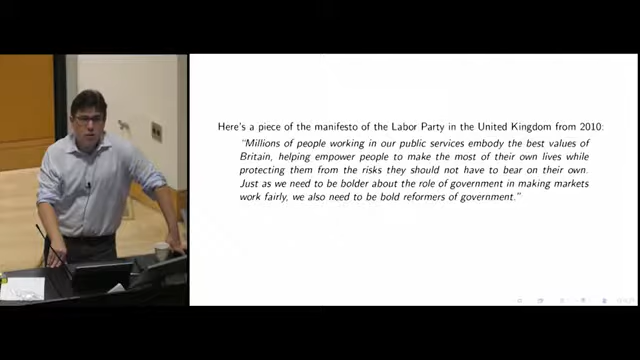 Here's a piece of the manifesto of the Labor Party in the United Kingdom from 2010:
"Millions of people working in our public services embody the best values of
Britain, helping empower people to make the most of their own lives while
protecting them from the risks they should not have to bear on their own.
Just as we need to be bolder about the role of government in making markets
work fairly, we also need to be bold reformers of government."